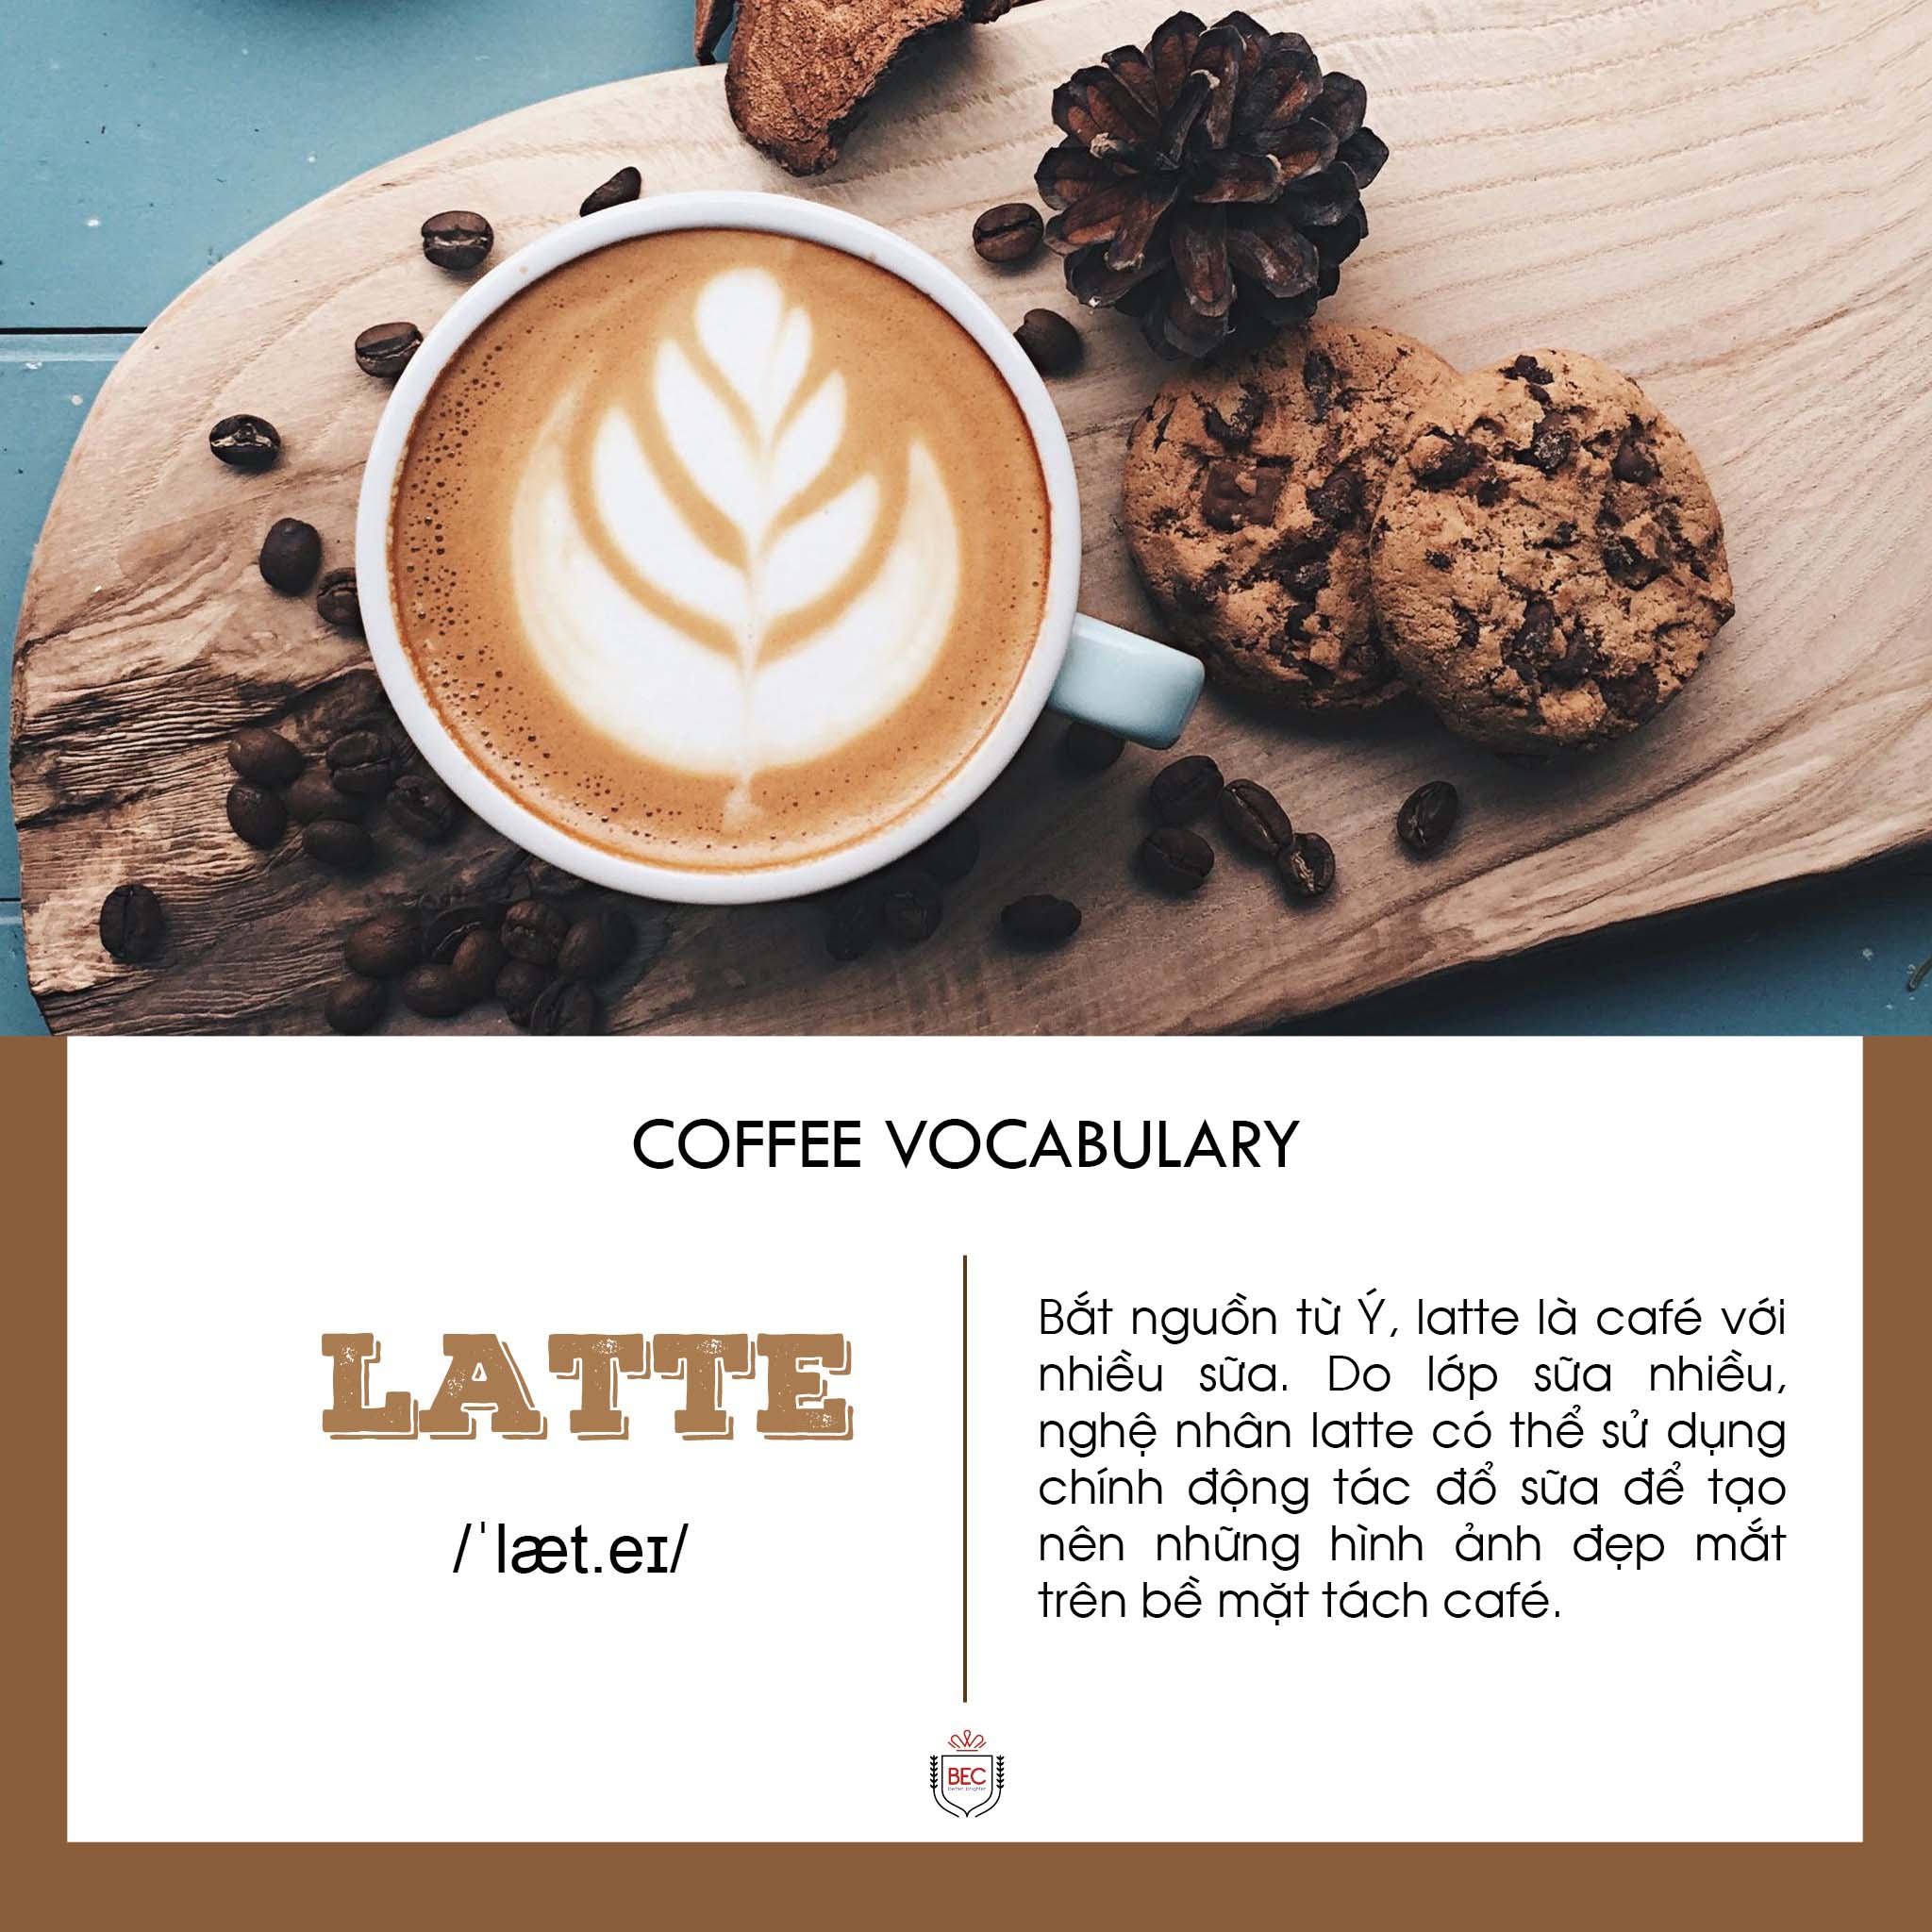 COFFEE VOCABULARY
LATTE
/ˈlæt.eɪ/
Bắt nguồn từ Ý, latte là café với
nhiều sữa. Do lớp sữa nhiều,
nghệ nhân latte có thể sử dụng
chính động tác đổ sữa để tạo
nên những hình ảnh đẹp mắt
trên bề mặt tách café.
BEC
better brighter